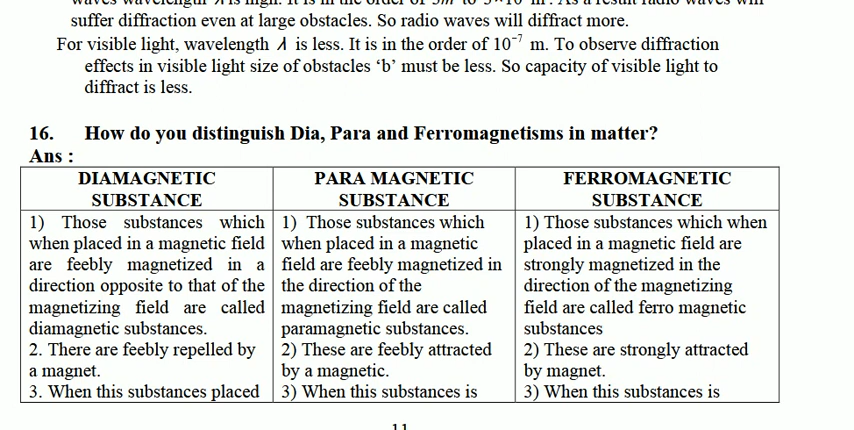 suffer diffraction even at large obstacles. So radio waves will diffract more.
For visible light, wavelength λ is less. It is in the order of 10⁻⁷ m. To observe diffraction
effects in visible light size of obstacles ‘b’ must be less. So capacity of visible light to
diffract is less.
16. How do you distinguish Dia, Para and Ferromagnetisms in matter?
Ans :
DIAMAGNETIC
SUBSTANCE
1) Those substances which
when placed in a magnetic field
are feebly magnetized in a
direction opposite to that of the
magnetizing field are called
diamagnetic substances.
2. There are feebly repelled by
a magnet.
3. When this substances placed
PARA MAGNETIC
SUBSTANCE
1) Those substances which
when placed in a magnetic
field are feebly magnetized in
the direction of the
magnetizing field are called
paramagnetic substances.
2) These are feebly attracted
by a magnetic.
3) When this substances is
FERROMAGNETIC
SUBSTANCE
1) Those substances which when
placed in a magnetic field are
strongly magnetized in the
direction of the magnetizing
field are called ferro magnetic
substances
2) These are strongly attracted
by magnet.
3) When this substances is